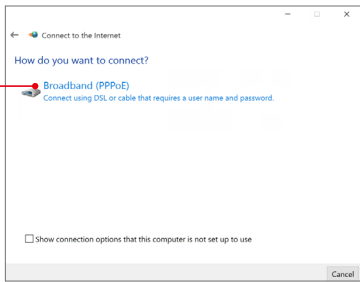 Connect to the Internet
How do you want to connect?
Broadband (PPPoE)
Connect using DSL or cable that requires a user name and password.
Show connection options that this computer is not set up to use
Cancel